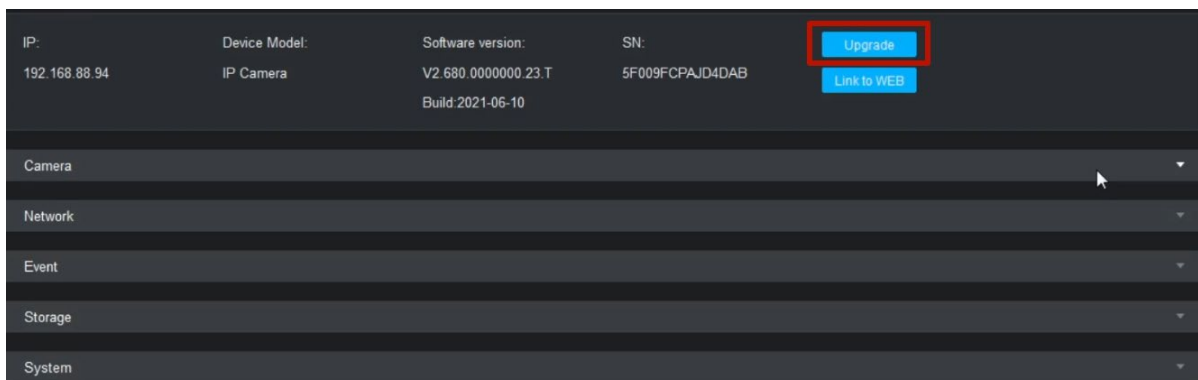 IP:
Device Model:
Software version:
SN:
Upgrade
192.168.88.94
IP Camera
V2.680.0000000.23.T
5F009FCPAJD4DAB
Link to WEB
Build:2021-06-10
Camera
Network
Event
Storage
System